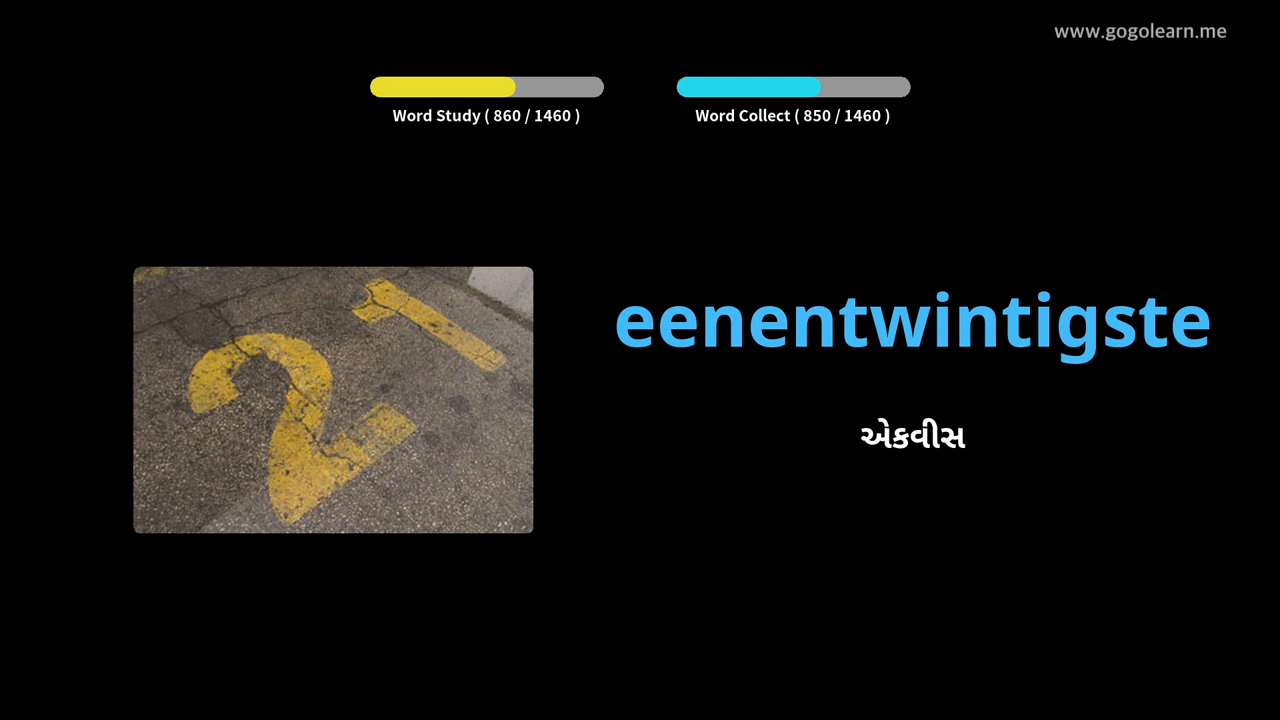 www.gogolearn.me
Word Study ( 860 / 1460 )
Word Collect ( 850 / 1460 )
21
eenentwintigste
એકવીસ